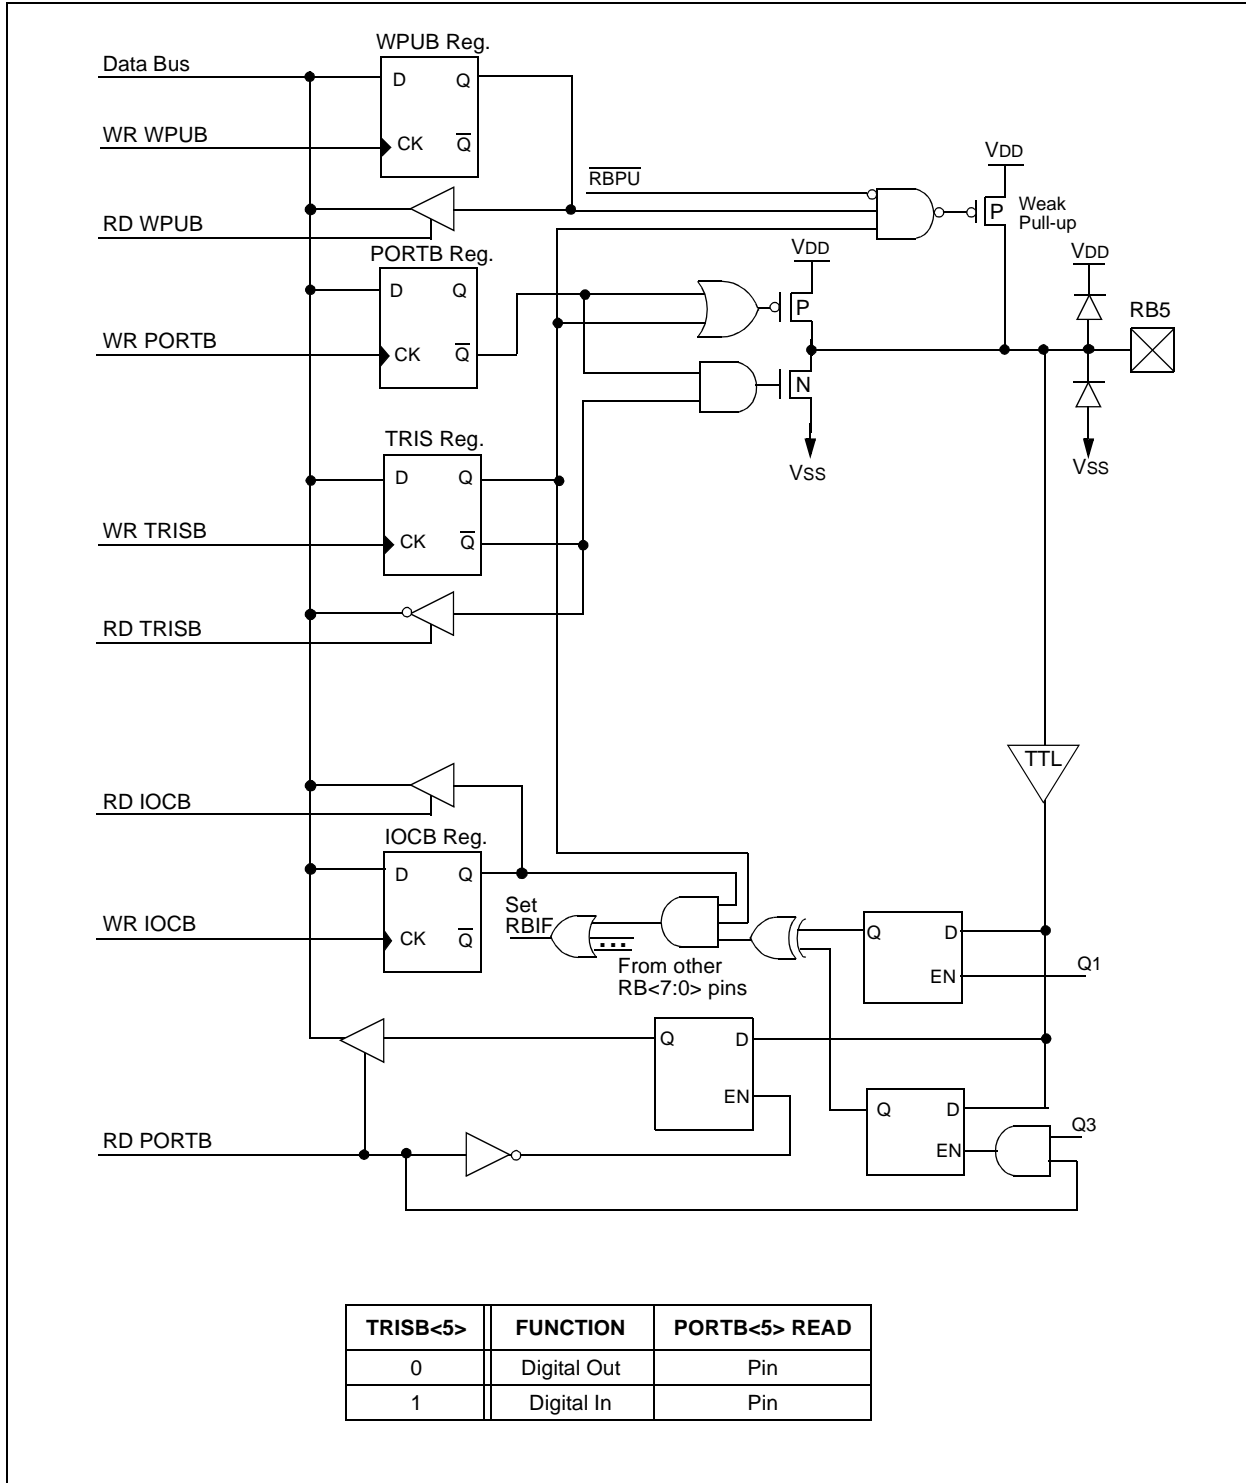 WPUB Reg.
Data Bus
D Q
WR WPUB
CK Q̅
VDD
R̅B̅P̅U̅
P Weak
Pull-up
RD WPUB
PORTB Reg.
VDD
VDD
D Q
P
RB5
WR PORTB
CK Q̅
N
TRIS Reg.
VSS
VSS
D Q
WR TRISB
CK Q̅
RD TRISB
TTL
RD IOCB
IOCB Reg.
D Q
Set
RBIF
WR IOCB
CK Q̅
...
From other
RB<7:0> pins
Q D
EN
Q1
Q D
EN
Q D
EN
Q3
RD PORTB
TRISB<5> FUNCTION PORTB<5> READ
0 Digital Out Pin
1 Digital In Pin